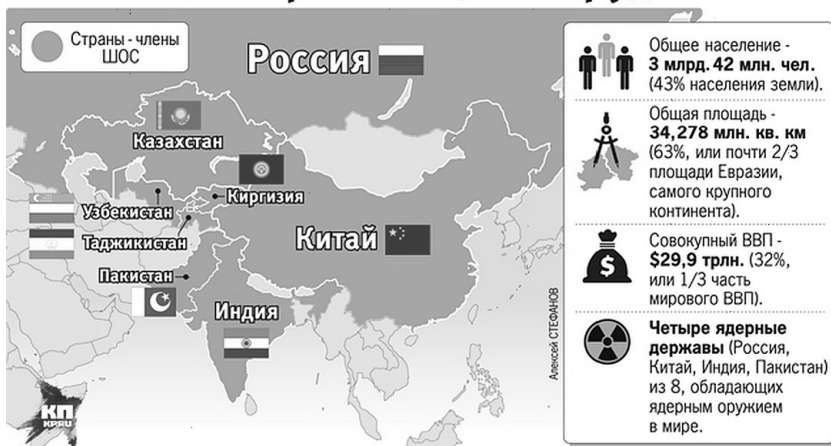 Страны - члены
ШОС
Россия
Казахстан
Киргизия
Узбекистан
Таджикистан
Китай
Пакистан
Индия
Общее население -
3 млрд. 42 млн. чел.
(43% населения земли).
Общая площадь -
34,278 млн. кв. км
(63%, или почти 2/3
площади Евразии,
самого крупного
континента).
Совокупный ВВП -
$29,9 трлн. (32%,
или 1/3 часть
мирового ВВП).
$
Четыре ядерные
державы (Россия,
Китай, Индия, Пакистан)
из 8, обладающих
ядерным оружием
в мире.
Алексей СТЕФАНОВ
КП
KP.RU